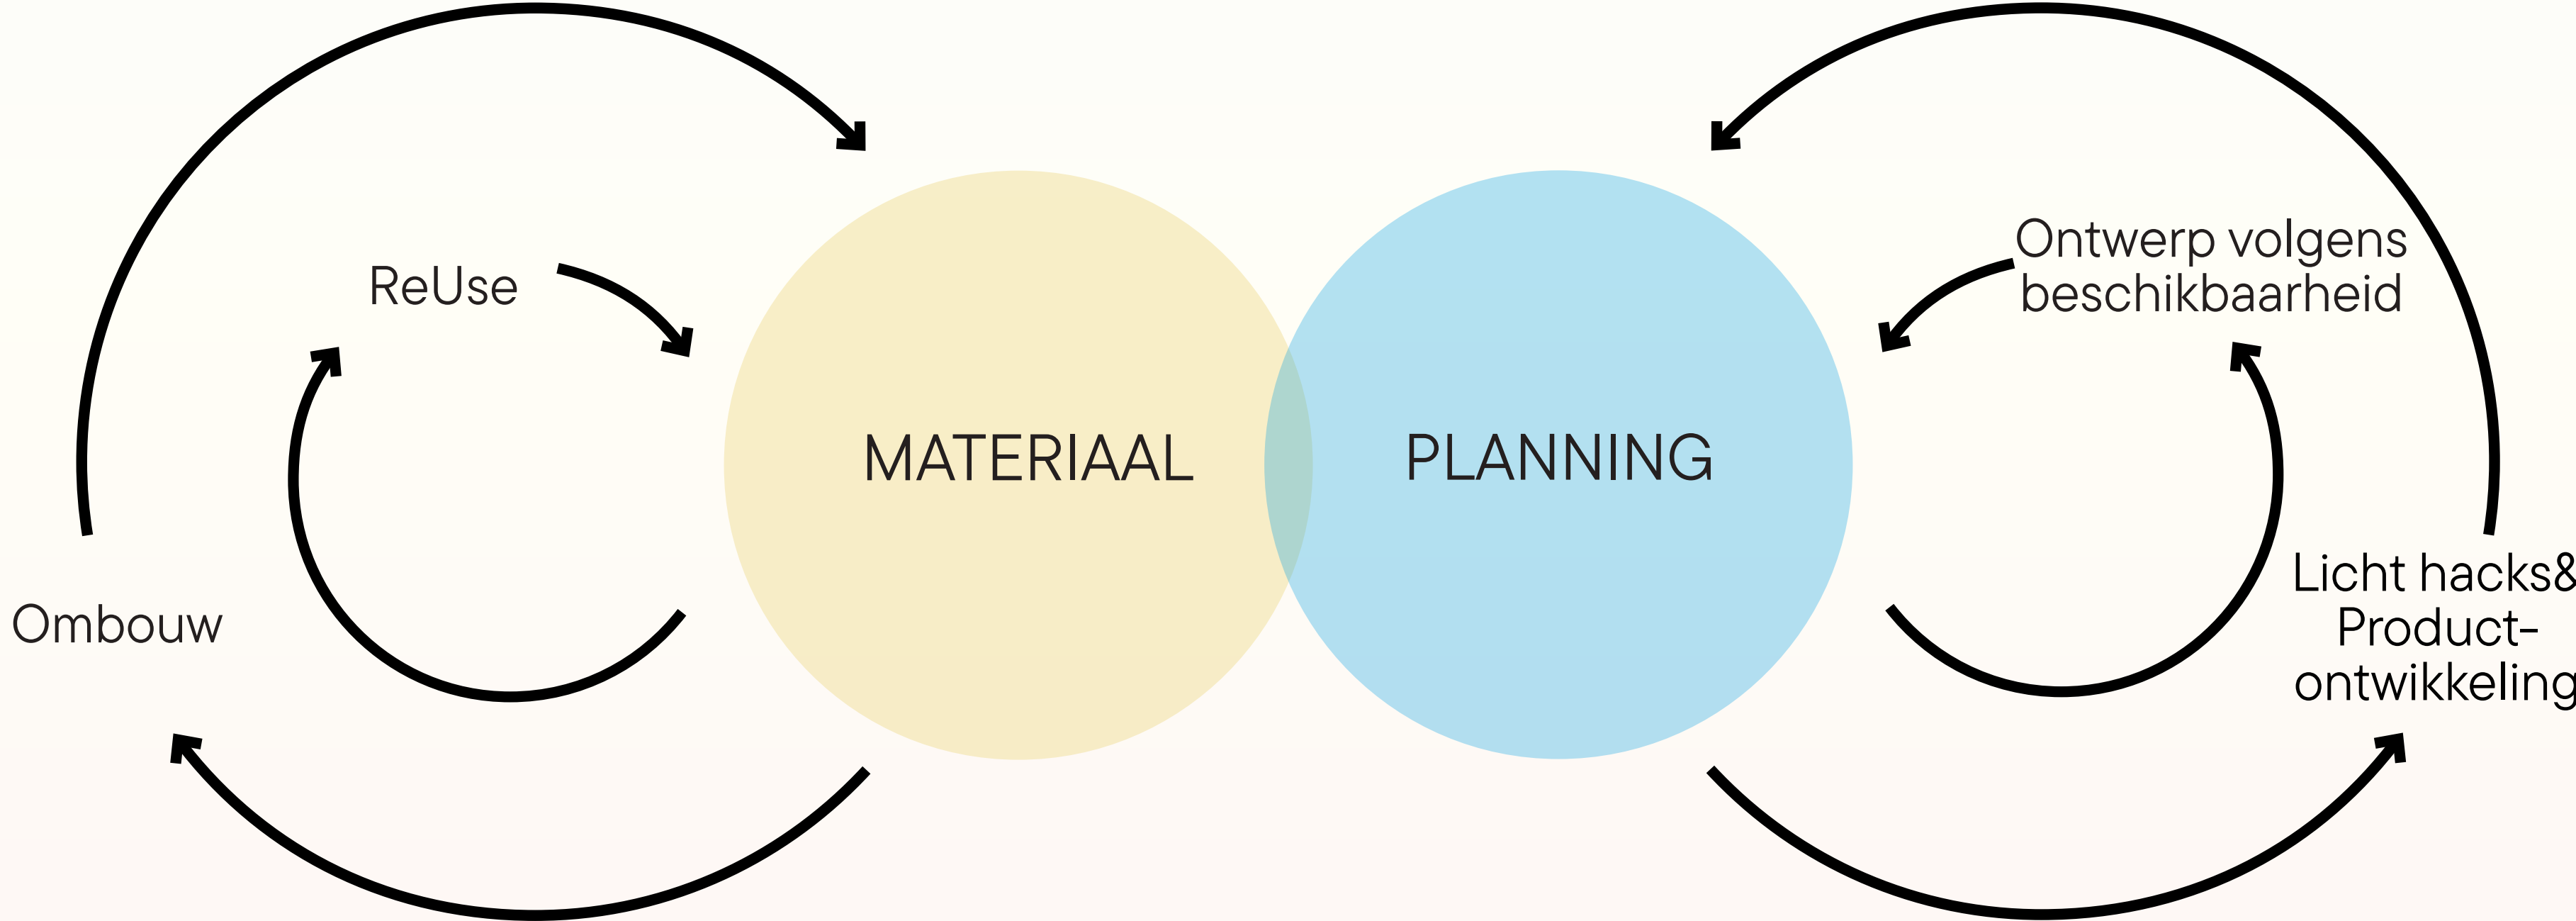 ReUse
Ombouw
MATERIAAL
PLANNING
Ontwerp volgens
beschikbaarheid
Licht hacks&
Product-
ontwikkeling